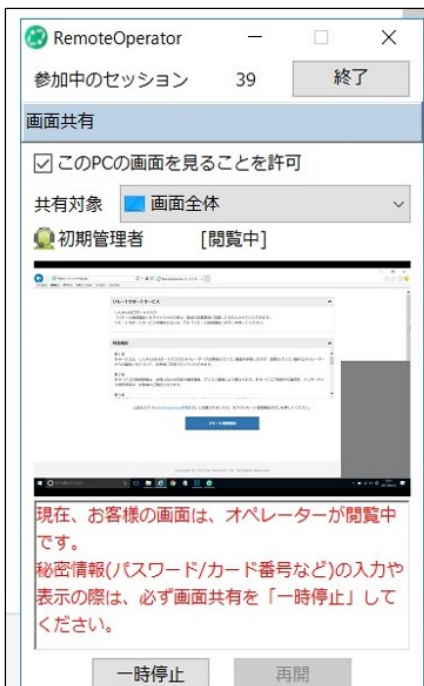 RemoteOperator
参加中のセッション 39 終了
画面共有
このPCの画面を見ることを許可
共有対象 画面全体
初期管理者 [閲覧中]
リモートサポートサービス
利用規約
現在、お客様の画面は、オペレーターが閲覧中
です。
秘密情報(パスワード/カード番号など)の入力や
表示の際は、必ず画面共有を「一時停止」して
ください。
一時停止 再開